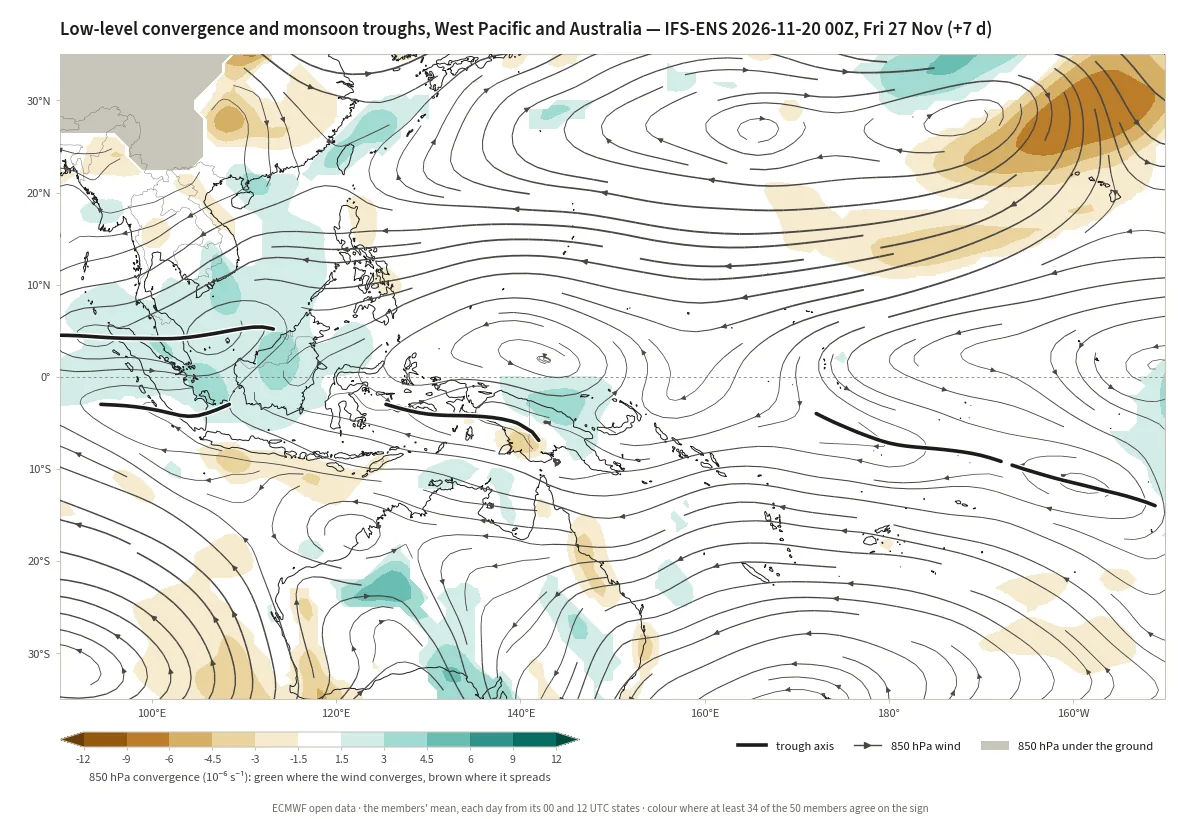 Low-level convergence and monsoon troughs, West Pacific and Australia — IFS-ENS 2026-11-20 00Z, Fri 27 Nov (+7 d)
30°N
20°N
10°N
0°
10°S
20°S
30°S
100°E 120°E 140°E 160°E 180° 160°W
-12 -9 -6 -4.5 -3 -1.5 1.5 3 4.5 6 9 12
850 hPa convergence (10⁻⁶ s⁻¹): green where the wind converges, brown where it spreads
trough axis 850 hPa wind 850 hPa under the ground
ECMWF open data · the members' mean, each day from its 00 and 12 UTC states · colour where at least 34 of the 50 members agree on the sign